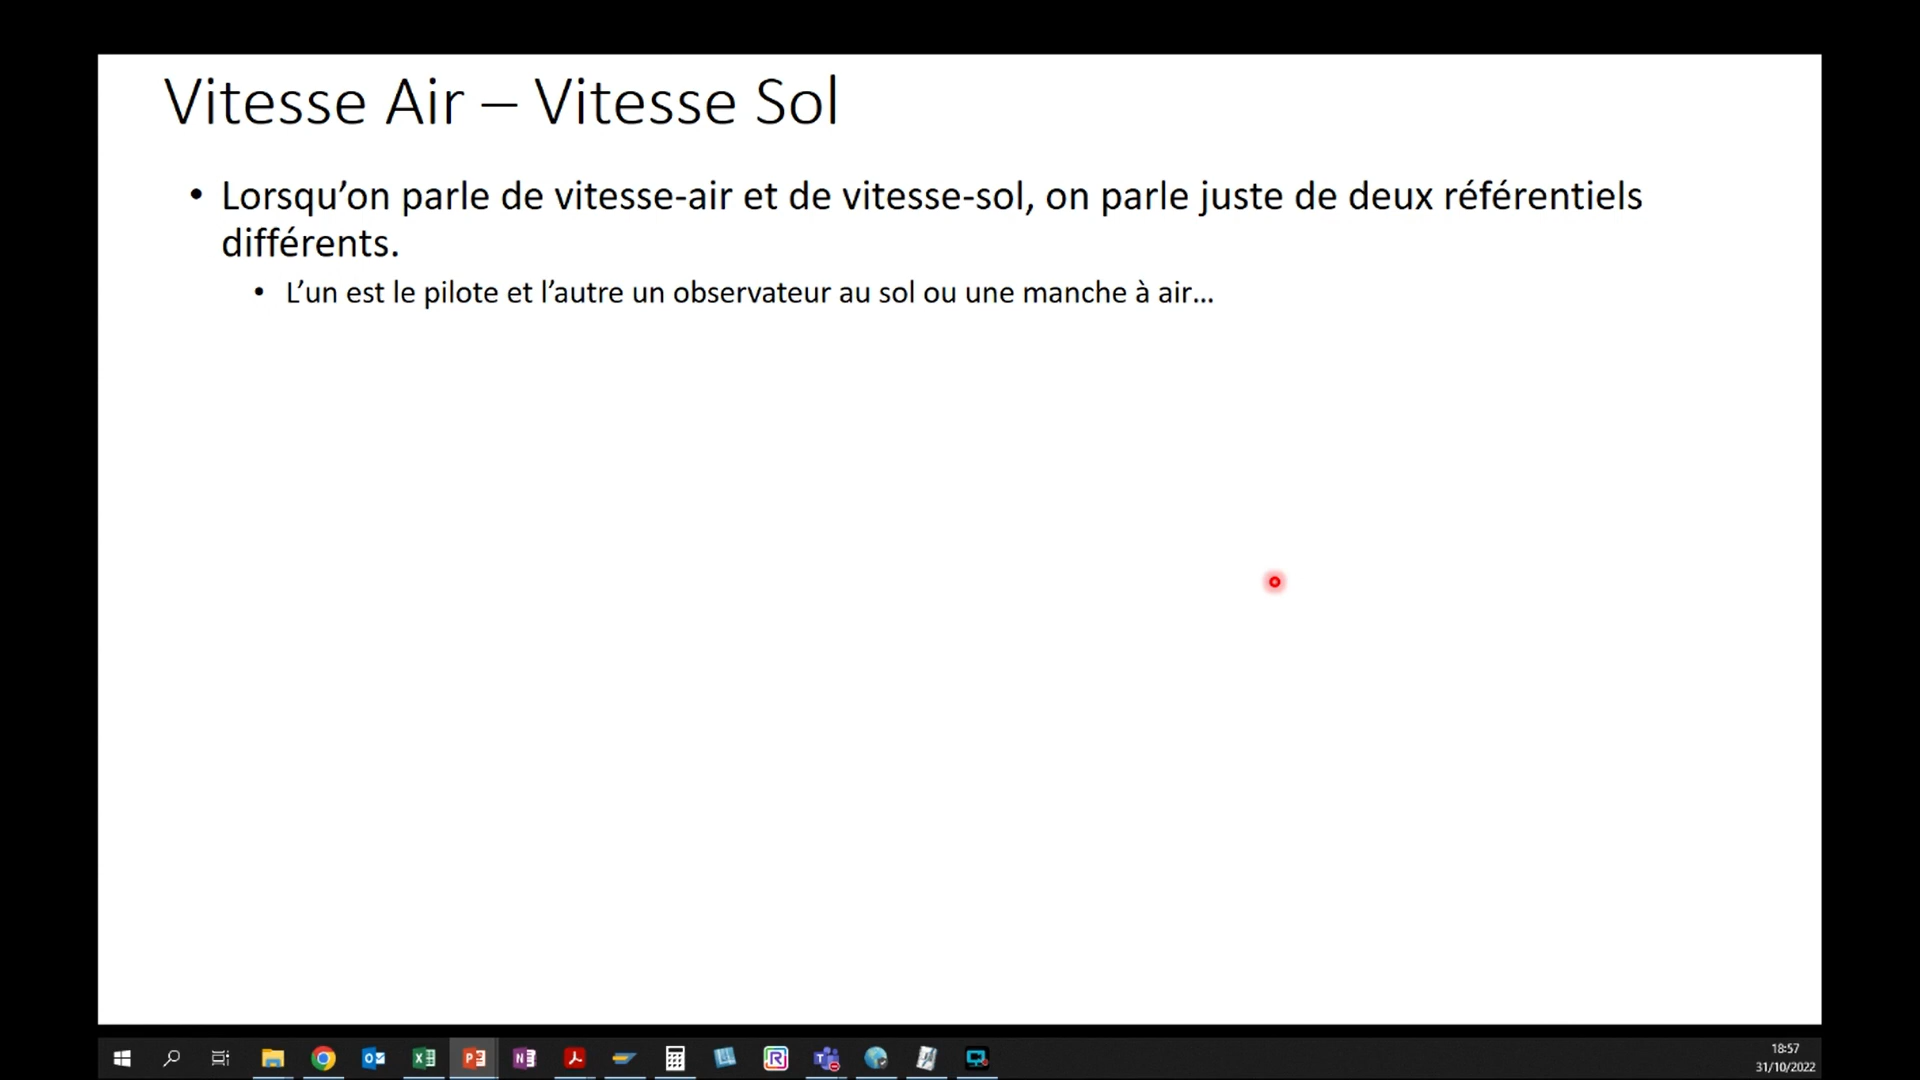 Vitesse Air – Vitesse Sol
• Lorsqu’on parle de vitesse-air et de vitesse-sol, on parle juste de deux référentiels
différents.
• L’un est le pilote et l’autre un observateur au sol ou une manche à air…
18:57
31/10/2022